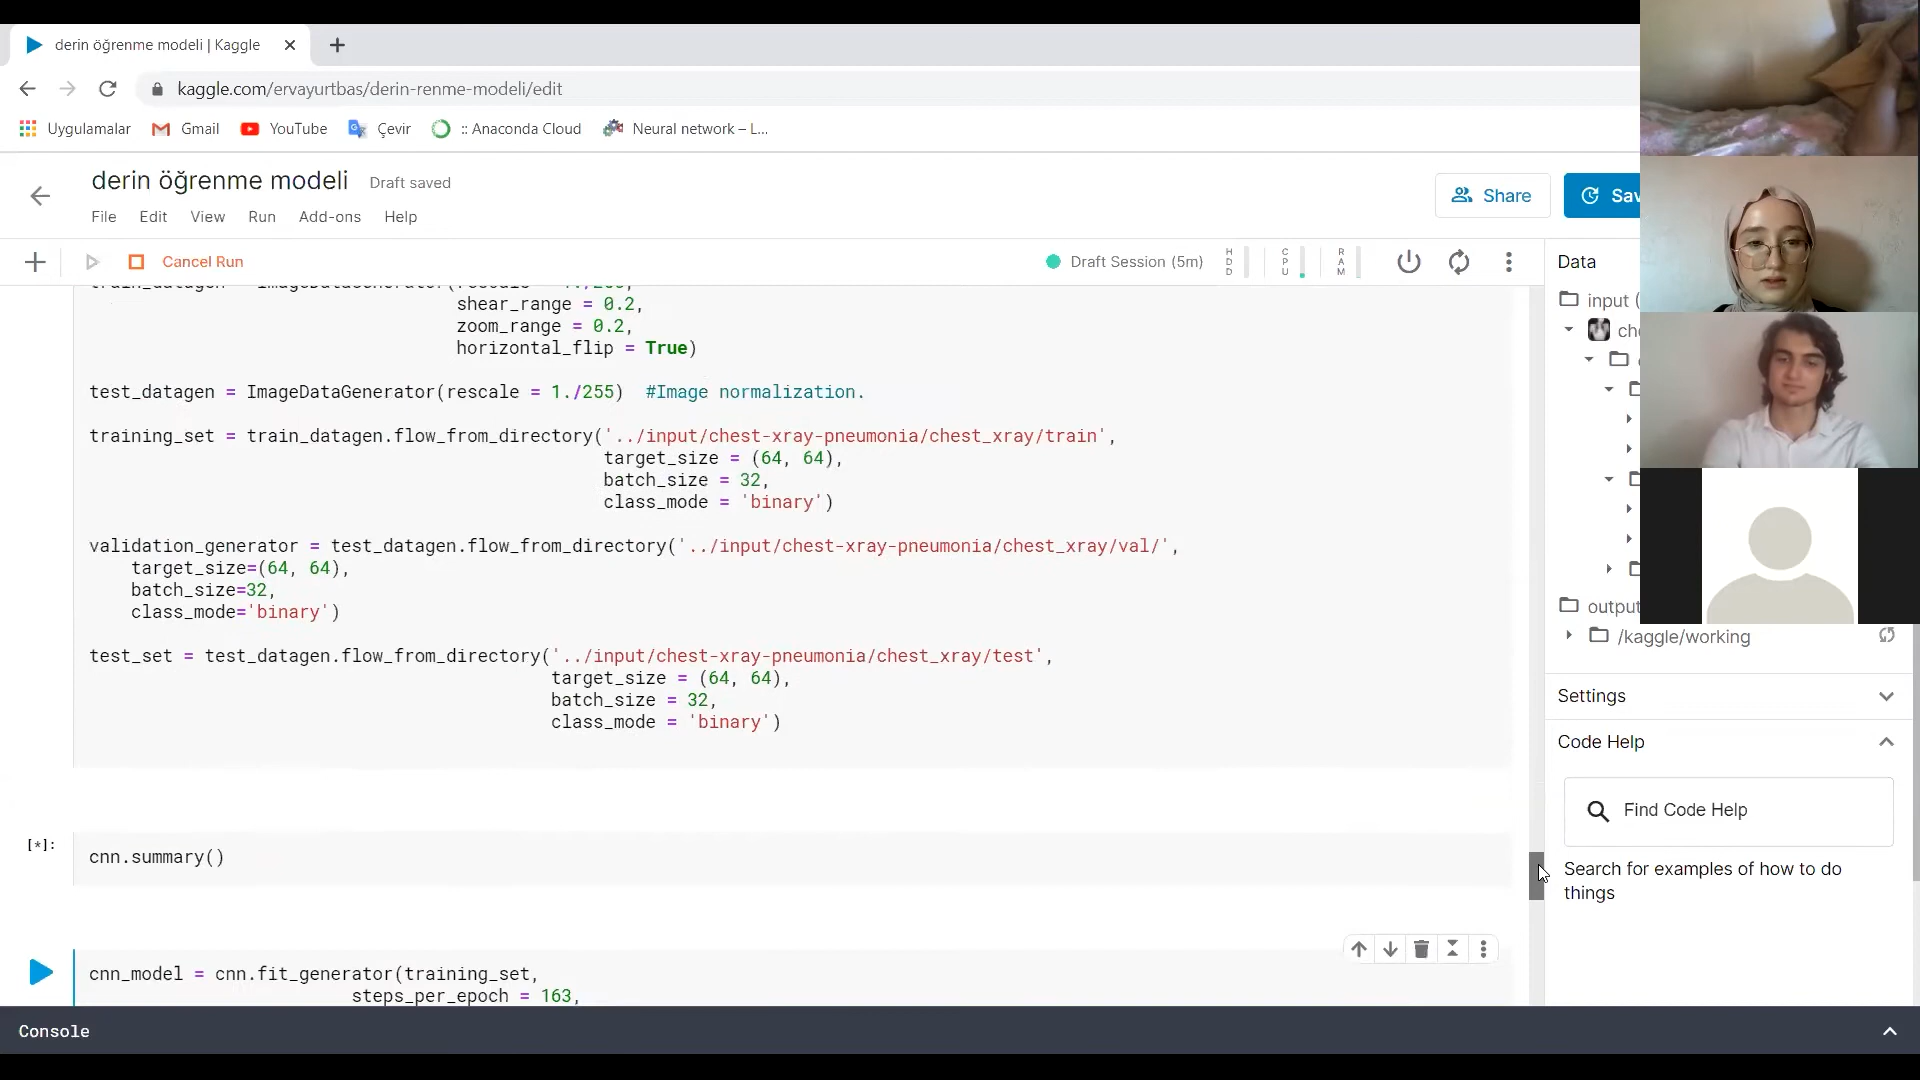 derin öğrenme modeli | Kaggle
kaggle.com/ervayurtbas/derin-renme-modeli/edit
Uygulamalar Gmail YouTube Çevir :: Anaconda Cloud Neural network – L...
derin öğrenme modeli Draft saved
Share Sav
File Edit View Run Add-ons Help
Cancel Run Draft Session (5m) HDD CPU RAM
shear_range = 0.2,
zoom_range = 0.2,
horizontal_flip = True)
test_datagen = ImageDataGenerator(rescale = 1./255)  #Image normalization.
training_set = train_datagen.flow_from_directory('../input/chest-xray-pneumonia/chest_xray/train',
target_size = (64, 64),
batch_size = 32,
class_mode = 'binary')
validation_generator = test_datagen.flow_from_directory('../input/chest-xray-pneumonia/chest_xray/val/',
target_size=(64, 64),
batch_size=32,
class_mode='binary')
test_set = test_datagen.flow_from_directory('../input/chest-xray-pneumonia/chest_xray/test',
target_size = (64, 64),
batch_size = 32,
class_mode = 'binary')
[*]:
cnn.summary()
cnn_model = cnn.fit_generator(training_set,
steps_per_epoch = 163,
Data
input (
che
output
/kaggle/working
Settings
Code Help
Find Code Help
Search for examples of how to do
things
Console